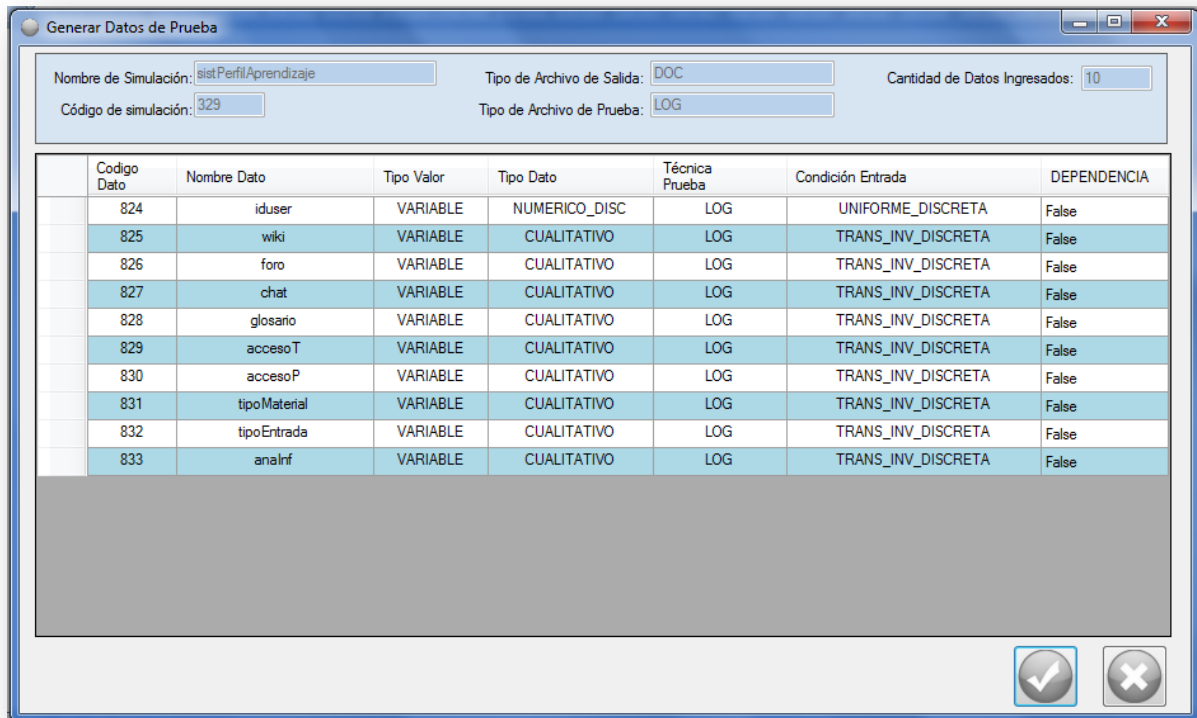 Generar Datos de Prueba
Nombre de Simulación: sistPerfilAprendizaje Tipo de Archivo de Salida: DOC Cantidad de Datos Ingresados: 10
Código de simulación: 329 Tipo de Archivo de Prueba: LOG
Codigo Dato Nombre Dato Tipo Valor Tipo Dato Técnica Prueba Condición Entrada DEPENDENCIA
824 iduser VARIABLE NUMERICO_DISC LOG UNIFORME_DISCRETA False
825 wiki VARIABLE CUALITATIVO LOG TRANS_INV_DISCRETA False
826 foro VARIABLE CUALITATIVO LOG TRANS_INV_DISCRETA False
827 chat VARIABLE CUALITATIVO LOG TRANS_INV_DISCRETA False
828 glosario VARIABLE CUALITATIVO LOG TRANS_INV_DISCRETA False
829 accesoT VARIABLE CUALITATIVO LOG TRANS_INV_DISCRETA False
830 accesoP VARIABLE CUALITATIVO LOG TRANS_INV_DISCRETA False
831 tipoMaterial VARIABLE CUALITATIVO LOG TRANS_INV_DISCRETA False
832 tipoEntrada VARIABLE CUALITATIVO LOG TRANS_INV_DISCRETA False
833 anaInf VARIABLE CUALITATIVO LOG TRANS_INV_DISCRETA False